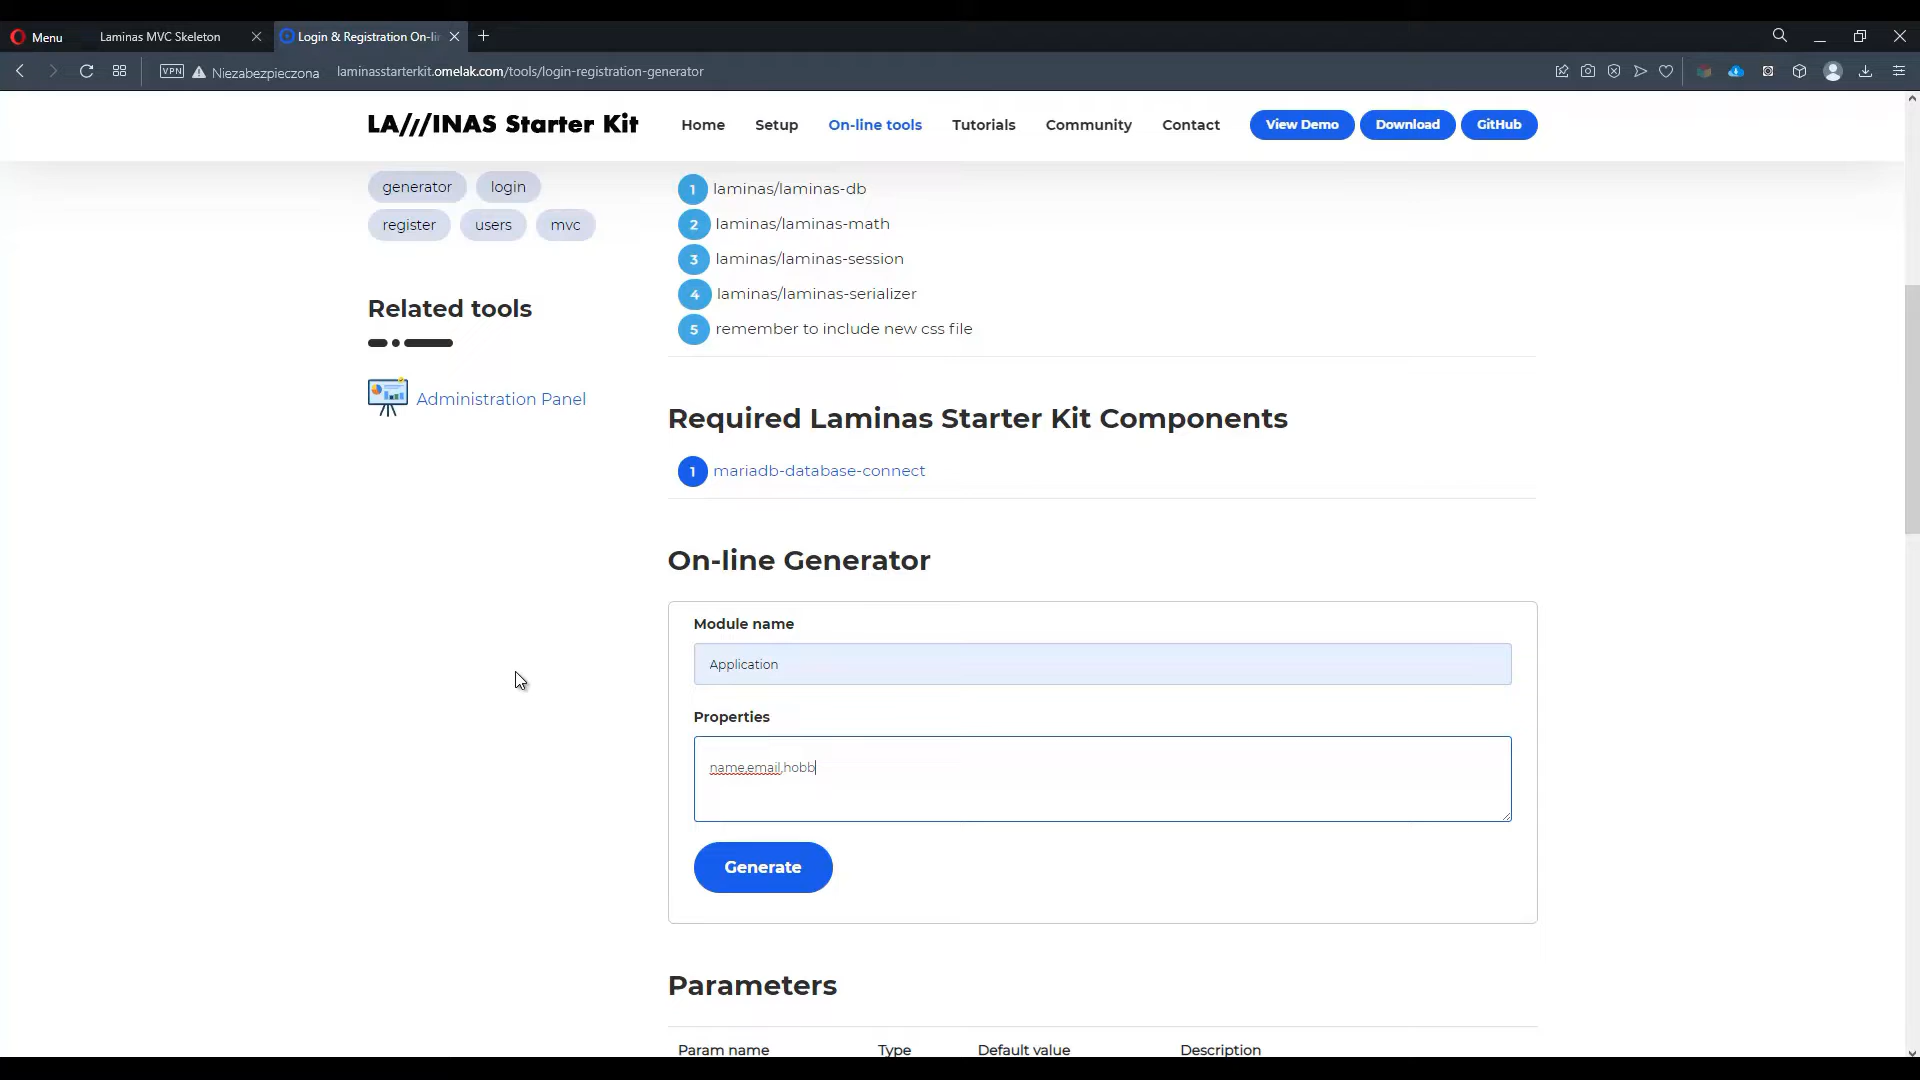 Menu
Laminas MVC Skeleton
Login & Registration On-li
VPN
Niezabezpieczona
laminasstarterkit.omelak.com/tools/login-registration-generator
LA///INAS Starter Kit
Home
Setup
On-line tools
Tutorials
Community
Contact
View Demo
Download
GitHub
generator
login
register
users
mvc
Related tools
Administration Panel
1 laminas/laminas-db
2 laminas/laminas-math
3 laminas/laminas-session
4 laminas/laminas-serializer
5 remember to include new css file
Required Laminas Starter Kit Components
1 mariadb-database-connect
On-line Generator
Module name
Application
Properties
name,email,hobb
Generate
Parameters
Param name
Type
Default value
Description